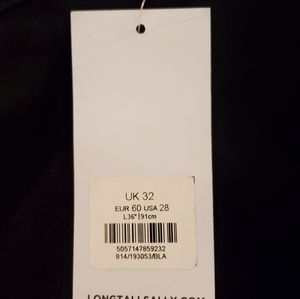 UK 32
EUR 60 USA 28
L36"|91cm
5057147859232
814/193053/BLA
LONGTALLSALLY.COM